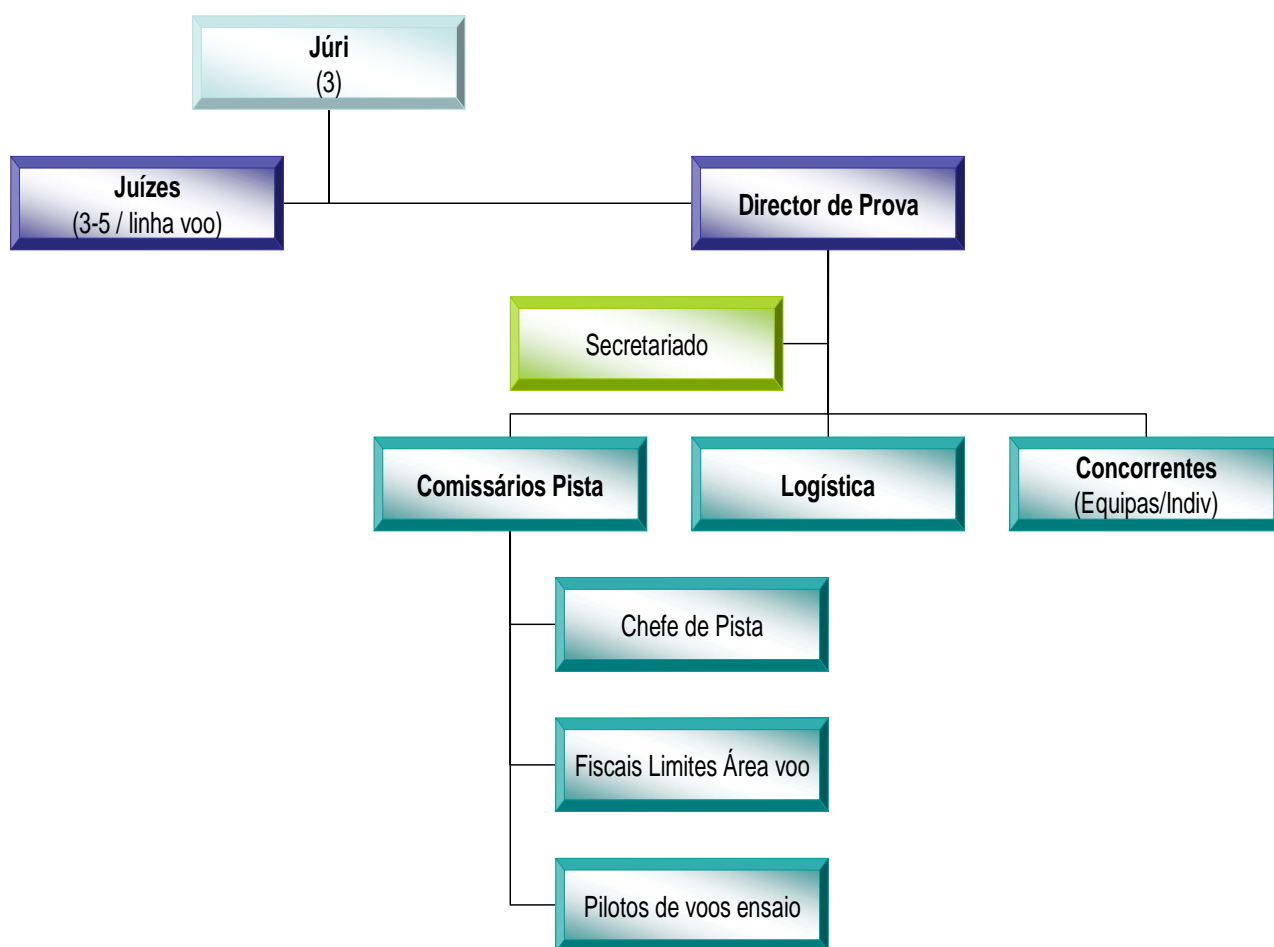 Júri
(3)
Juízes
(3-5 / linha voo)
Director de Prova
Secretariado
Comissários Pista
Logística
Concorrentes
(Equipas/Indiv)
Chefe de Pista
Fiscais Limites Área voo
Pilotos de voos ensaio